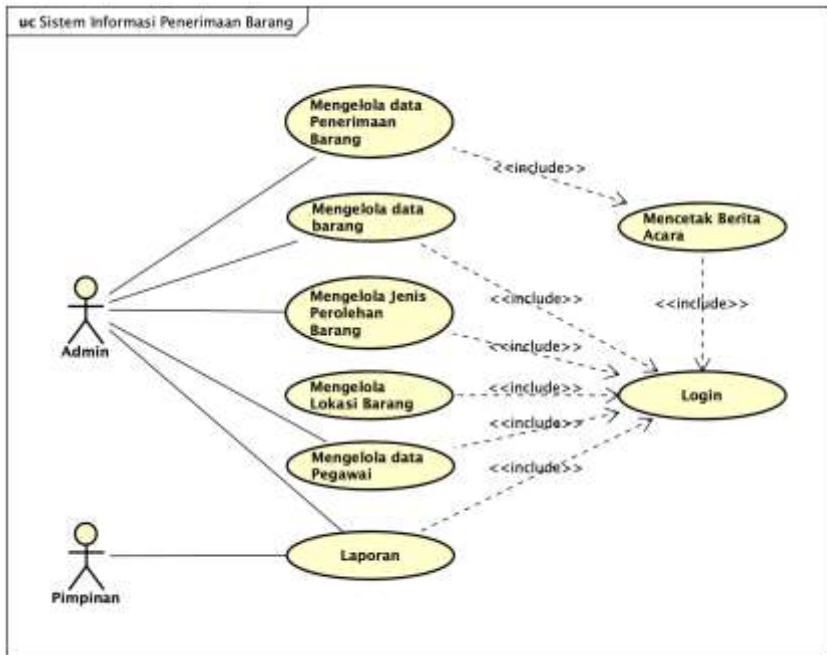 uc Sistem Informasi Penerimaan Barang
Mengelola data
Penerimaan
Barang
<<include>>
Mengelola data
barang
Mencetak Berita
Acara
Mengelola Jenis
Perolehan
Barang
<<include>>
<<include>>
Admin
<<include>>
Mengelola
Lokasi Barang
<<include>>
Login
<<include>>
Mengelola data
Pegawai
<<include>>
Laporan
Pimpinan